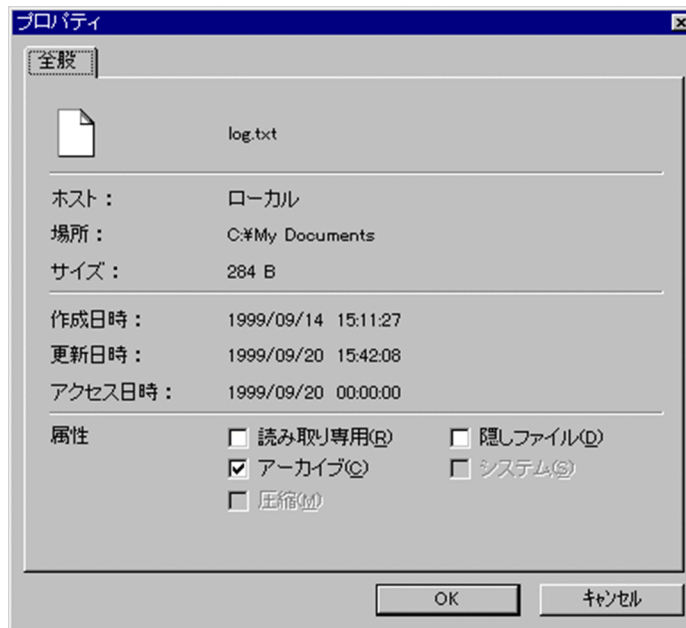 プロパティ
全般
log.txt
ホスト： ローカル
場所： C:¥My Documents
サイズ： 284 B
作成日時： 1999/09/14 15:11:27
更新日時： 1999/09/20 15:42:08
アクセス日時： 1999/09/20 00:00:00
属性 読み取り専用(R) 隠しファイル(D)
アーカイブ(C) システム(S)
圧縮(M)
OK キャンセル